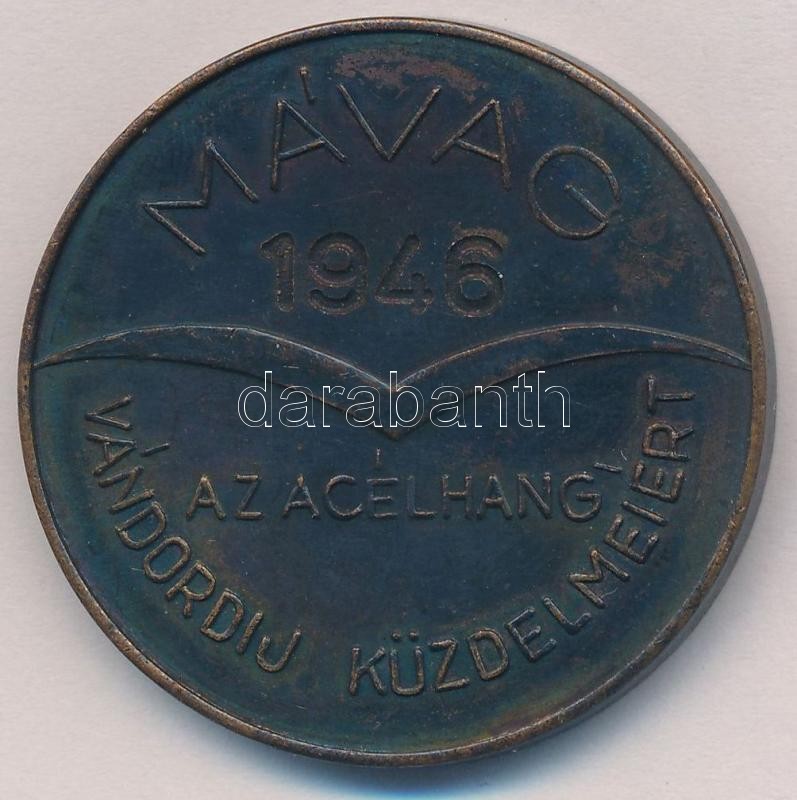 MÁVAG
1946
AZ ACÉLHANG
VÁNDORDIJ KÜZDELMEIÉRT
darabanth